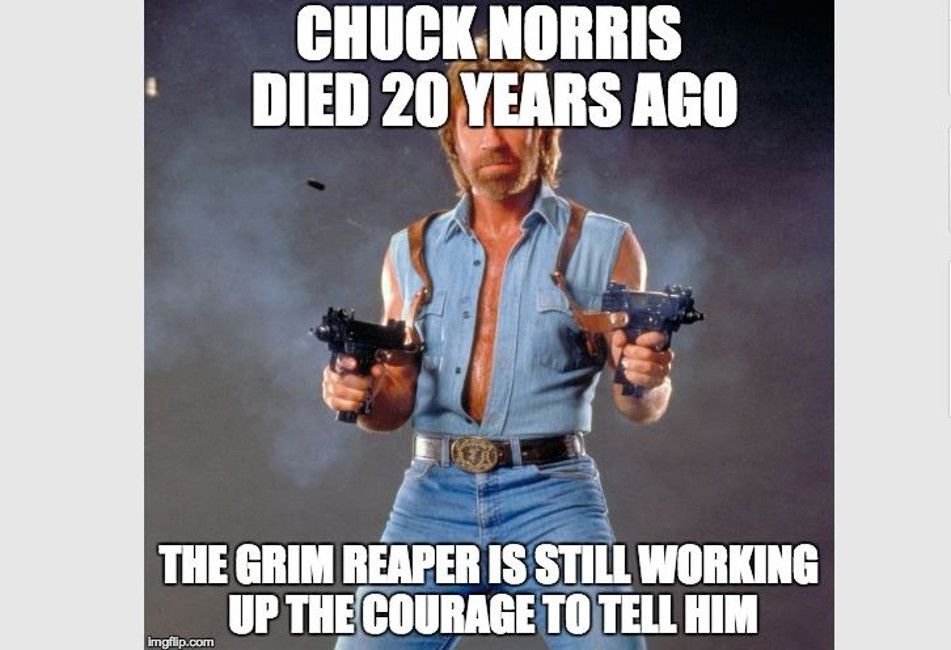 CHUCK NORRIS
DIED 20 YEARS AGO
THE GRIM REAPER IS STILL WORKING
UP THE COURAGE TO TELL HIM
imgflip.com